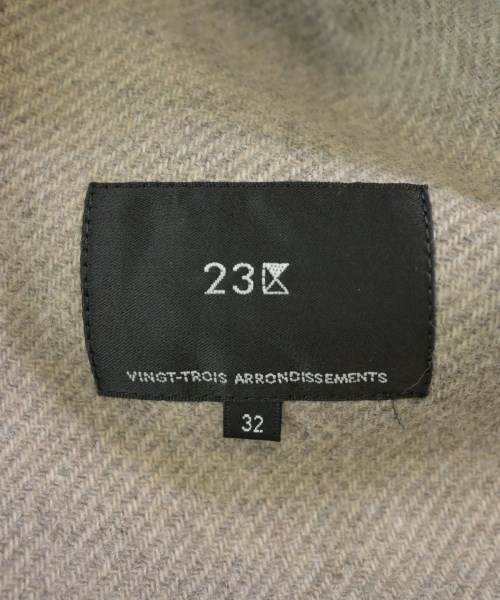 23区
VINGT-TROIS ARRONDISSEMENTS
32